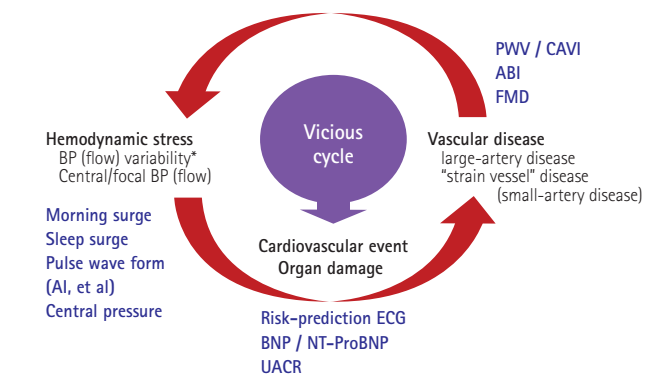 PWV / CAVI
ABI
FMD
Vicious
cycle
Hemodynamic stress
BP (flow) variability*
Central/focal BP (flow)
Vascular disease
large-artery disease
"strain vessel" disease
(small-artery disease)
Morning surge
Sleep surge
Pulse wave form
(AI, et al)
Central pressure
Cardiovascular event
Organ damage
Risk-prediction ECG
BNP / NT-ProBNP
UACR